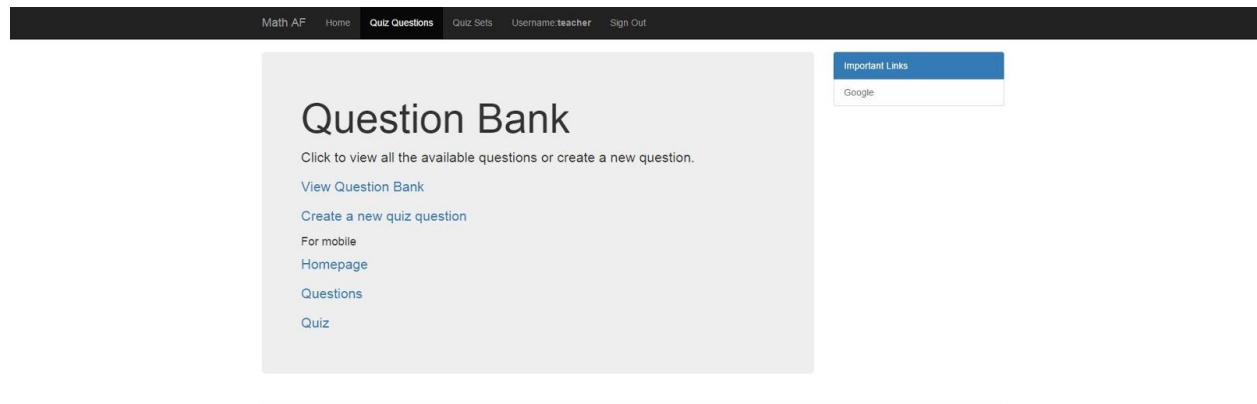 Math AF Home Quiz Questions Quiz Sets Username:teacher Sign Out
Question Bank
Click to view all the available questions or create a new question.
View Question Bank
Create a new quiz question
For mobile
Homepage
Questions
Quiz
Important Links
Google